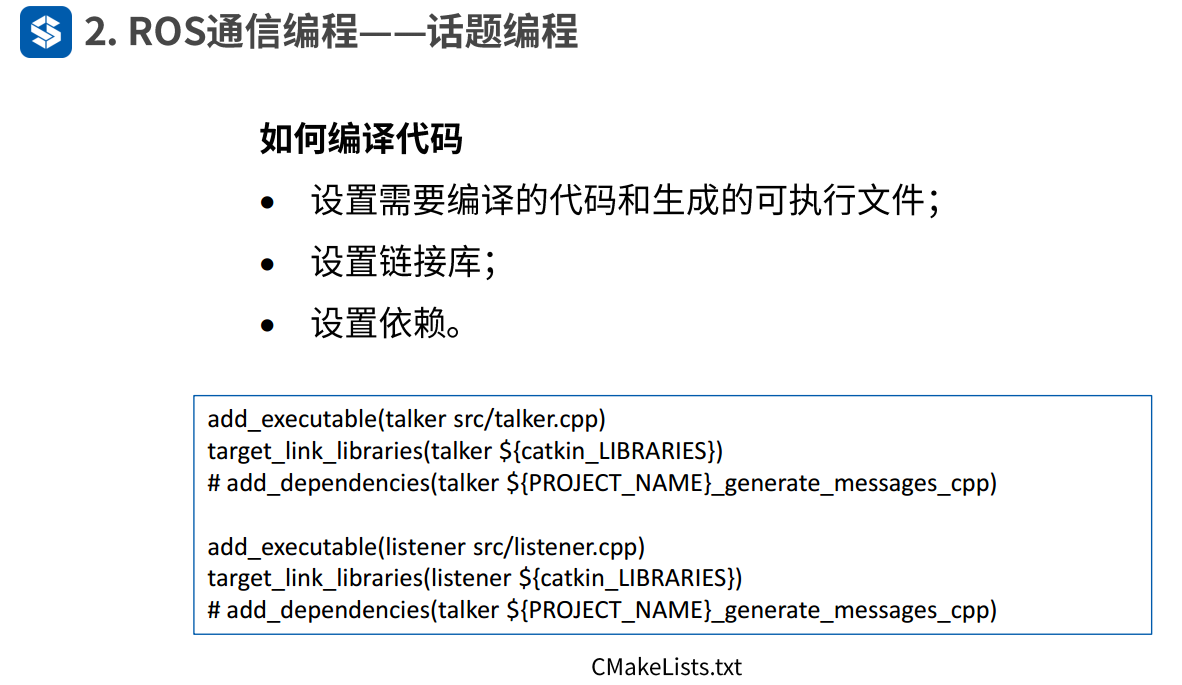 2. ROS通信编程——话题编程
如何编译代码
• 设置需要编译的代码和生成的可执行文件；
• 设置链接库；
• 设置依赖。
add_executable(talker src/talker.cpp)
target_link_libraries(talker ${catkin_LIBRARIES})
# add_dependencies(talker ${PROJECT_NAME}_generate_messages_cpp)
add_executable(listener src/listener.cpp)
target_link_libraries(listener ${catkin_LIBRARIES})
# add_dependencies(talker ${PROJECT_NAME}_generate_messages_cpp)
CMakeLists.txt